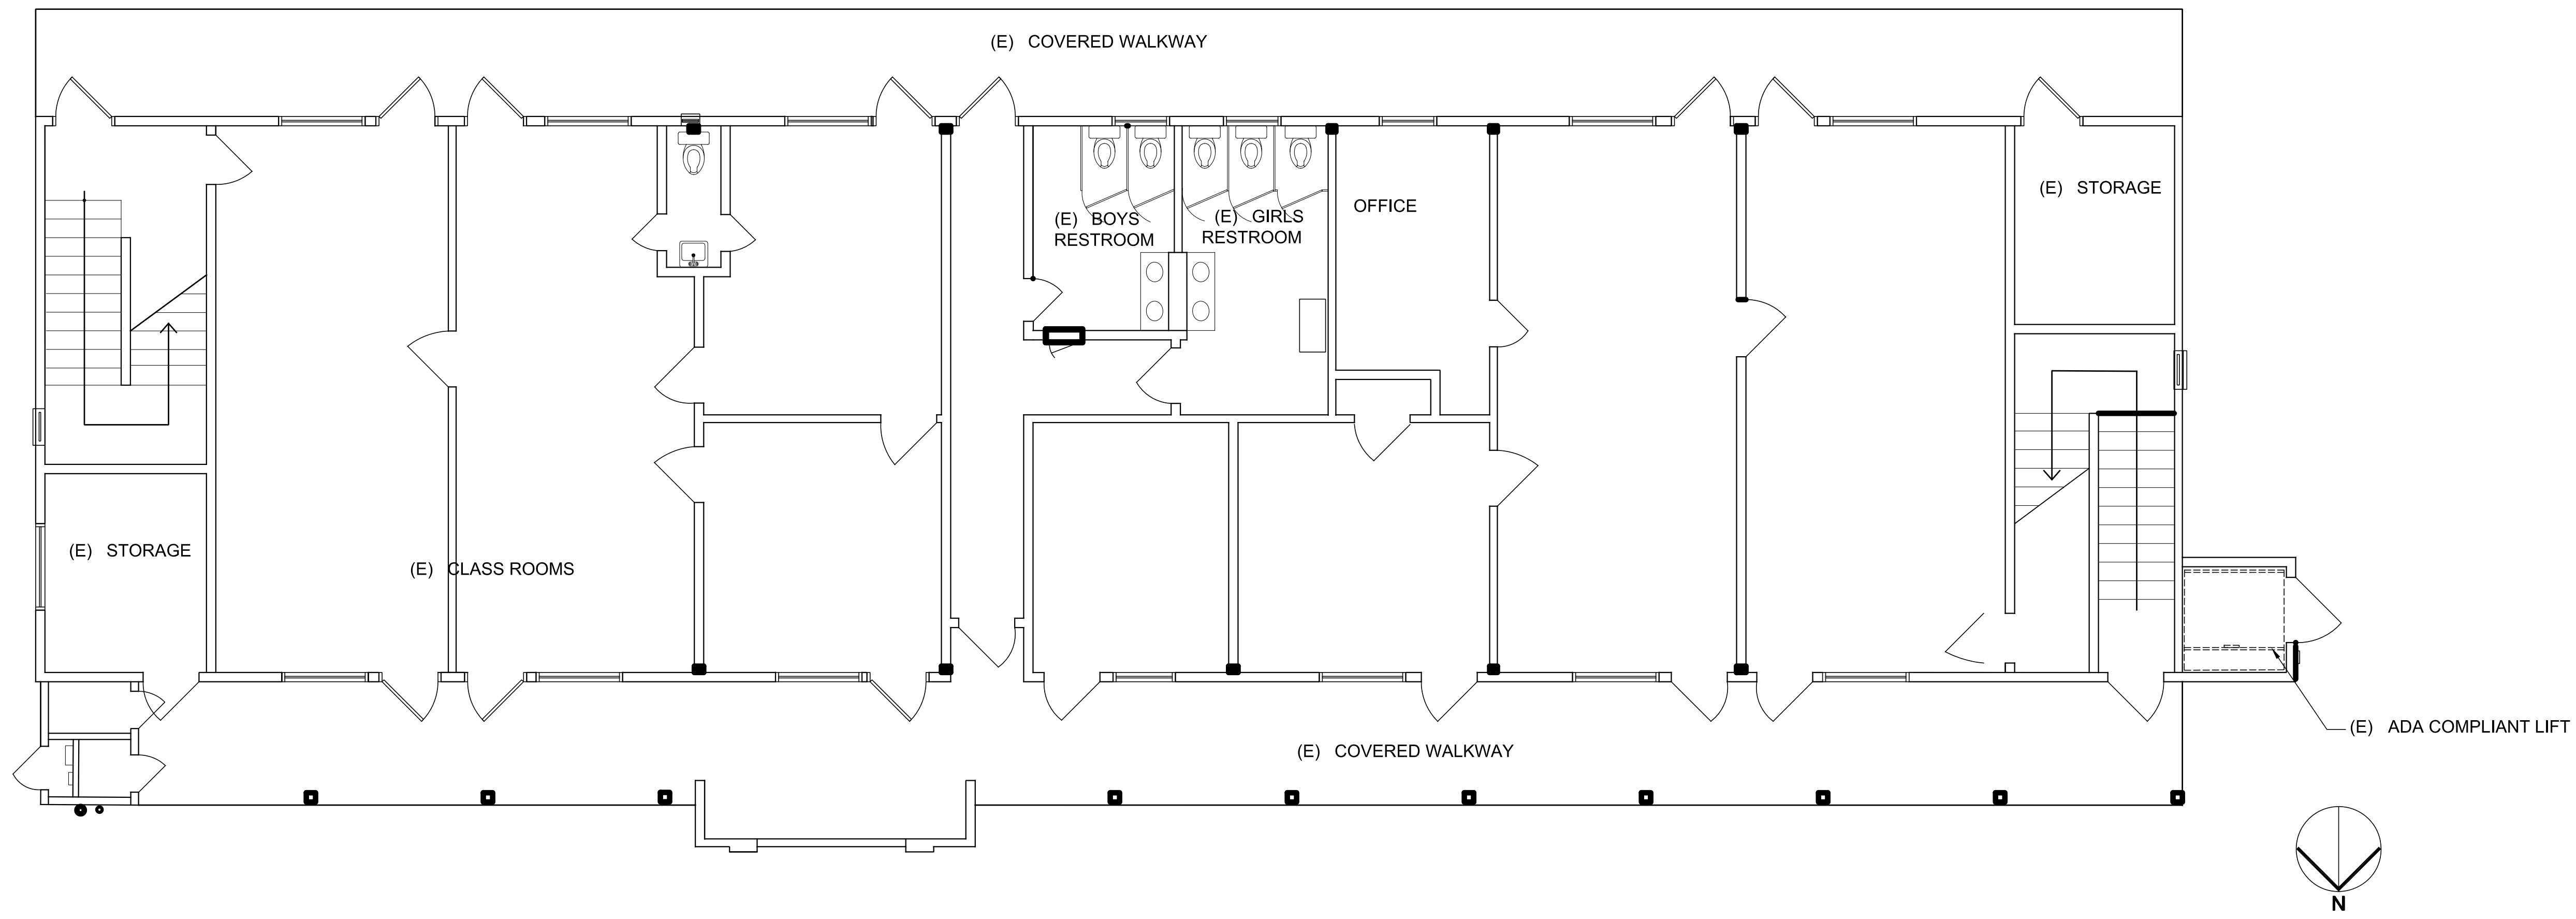 (E) COVERED WALKWAY
(E) STORAGE
OFFICE
(E) BOYS
RESTROOM
(E) GIRLS
RESTROOM
(E) STORAGE
(E) CLASS ROOMS
(E) ADA COMPLIANT LIFT
(E) COVERED WALKWAY
N